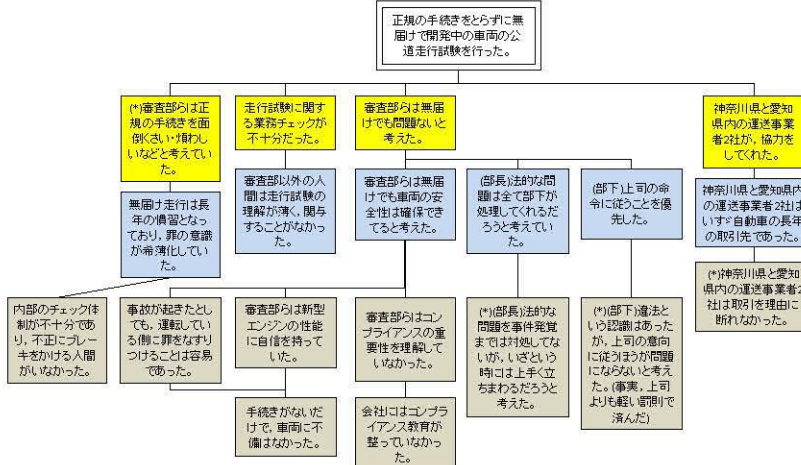 正規の手続きをとらずに無
届けで開発中の車両の公
道走行試験を行った。
(*)審査部らは正
規の手続きを面
倒くさい・煩わし
いなどと考えてい
た。
走行試験に関す
る業務チェックが
不十分だった。
審査部らは無届
けでも問題ないと
考えた。
神奈川県と愛知
県内の運送事業
者2社が、協力を
してくれた。
無届け走行は長
年の慣習となっ
ており、罪の意識
が希薄化してい
た。
審査部以外の人
間は走行試験の
理解が薄く、関与
することがなかっ
た。
審査部らは無届
けでも車両の安
全性は確保でき
てると考えた。
(部長)法的な問
題は全て部下が
処理してくれるだ
ろうと考えていた。
(部下)上司の命
令に従うことを優
先した。
神奈川県と愛知県内
の運送事業者2社は
いすゞ自動車の長年
の取引先であった。
内部のチェック体
制が不十分であ
り、不正にブレー
キをかける人間
がいなかった。
事故が起きたとし
ても、運転してい
る側に罪をなすり
つけることは容易
であった。
審査部らは新型
エンジンの性能
に自信を持って
いた。
審査部らはコン
プライアンスの重
要性を理解して
いなかった。
(*)(部長)法的な
問題を事件発覚
までは対処してな
いが、いざという
時には上手く立
ちまわるだろうと
考えた。
(*)(部下)違法と
いう認識はあった
が、上司の意向
に従うほうが問題
にならないと考え
た。(事実、上司
よりも軽い罰則で
済んだ)
(*)神奈川県と愛知
県内の運送事業者2
社は取引を理由に
断れなかった。
手続きがないだ
けで、車両に不
備はなかった。
会社にはコンプラ
イアンス教育が
整っていなかっ
た。